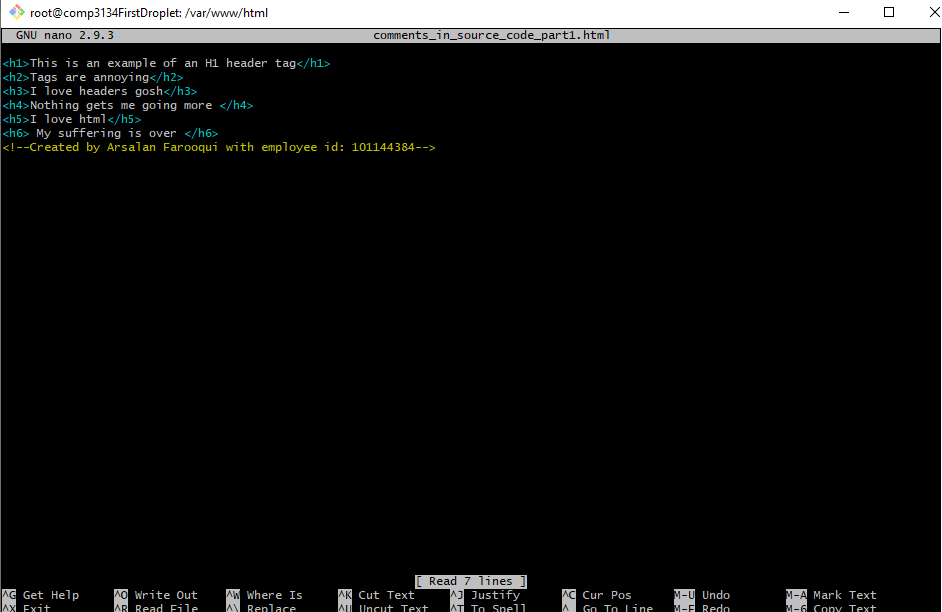 root@comp3134FirstDroplet: /var/www/html
GNU nano 2.9.3 comments_in_source_code_part1.html
<h1>This is an example of an H1 header tag</h1>
<h2>Tags are annoying</h2>
<h3>I love headers gosh</h3>
<h4>Nothing gets me going more </h4>
<h5>I love html</h5>
<h6> My suffering is over </h6>
<!--Created by Arsalan Farooqui with employee id: 101144384-->
[ Read 7 lines ]
^G Get Help ^O Write Out ^W Where Is ^K Cut Text ^J Justify ^C Cur Pos M-U Undo M-A Mark Text
^X Exit ^R Read File ^\ Replace ^U Uncut Text ^T To Spell ^_ Go To Line M-E Redo M-6 Copy Text